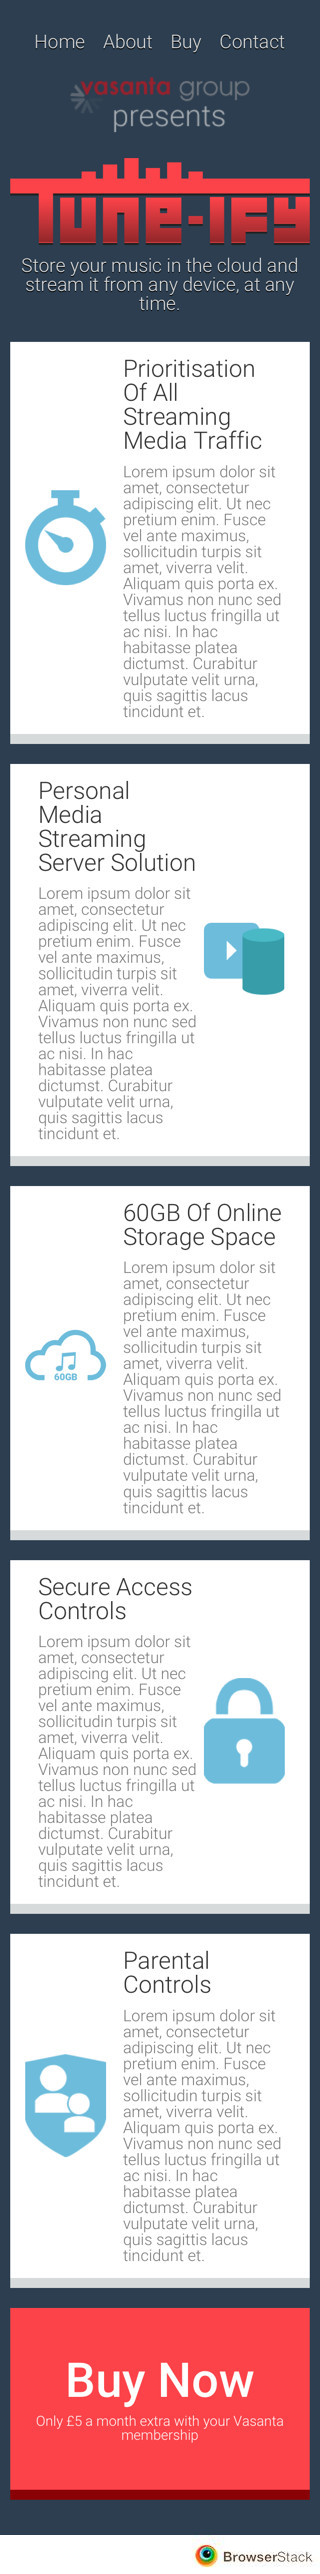 Home About Buy Contact
vasanta group
presents
Tune-ify
Store your music in the cloud and
stream it from any device, at any
time.
Prioritisation
Of All
Streaming
Media Traffic
Lorem ipsum dolor sit
amet, consectetur
adipiscing elit. Ut nec
pretium enim. Fusce
vel ante maximus,
sollicitudin turpis sit
amet, viverra velit.
Aliquam quis porta ex.
Vivamus non nunc sed
tellus luctus fringilla ut
ac nisi. In hac
habitasse platea
dictumst. Curabitur
vulputate velit urna,
quis sagittis lacus
tincidunt et.
Personal
Media
Streaming
Server Solution
Lorem ipsum dolor sit
amet, consectetur
adipiscing elit. Ut nec
pretium enim. Fusce
vel ante maximus,
sollicitudin turpis sit
amet, viverra velit.
Aliquam quis porta ex.
Vivamus non nunc sed
tellus luctus fringilla ut
ac nisi. In hac
habitasse platea
dictumst. Curabitur
vulputate velit urna,
quis sagittis lacus
tincidunt et.
60GB Of Online
Storage Space
60GB
Lorem ipsum dolor sit
amet, consectetur
adipiscing elit. Ut nec
pretium enim. Fusce
vel ante maximus,
sollicitudin turpis sit
amet, viverra velit.
Aliquam quis porta ex.
Vivamus non nunc sed
tellus luctus fringilla ut
ac nisi. In hac
habitasse platea
dictumst. Curabitur
vulputate velit urna,
quis sagittis lacus
tincidunt et.
Secure Access
Controls
Lorem ipsum dolor sit
amet, consectetur
adipiscing elit. Ut nec
pretium enim. Fusce
vel ante maximus,
sollicitudin turpis sit
amet, viverra velit.
Aliquam quis porta ex.
Vivamus non nunc sed
tellus luctus fringilla ut
ac nisi. In hac
habitasse platea
dictumst. Curabitur
vulputate velit urna,
quis sagittis lacus
tincidunt et.
Parental
Controls
Lorem ipsum dolor sit
amet, consectetur
adipiscing elit. Ut nec
pretium enim. Fusce
vel ante maximus,
sollicitudin turpis sit
amet, viverra velit.
Aliquam quis porta ex.
Vivamus non nunc sed
tellus luctus fringilla ut
ac nisi. In hac
habitasse platea
dictumst. Curabitur
vulputate velit urna,
quis sagittis lacus
tincidunt et.
Buy Now
Only £5 a month extra with your Vasanta
membership
BrowserStack